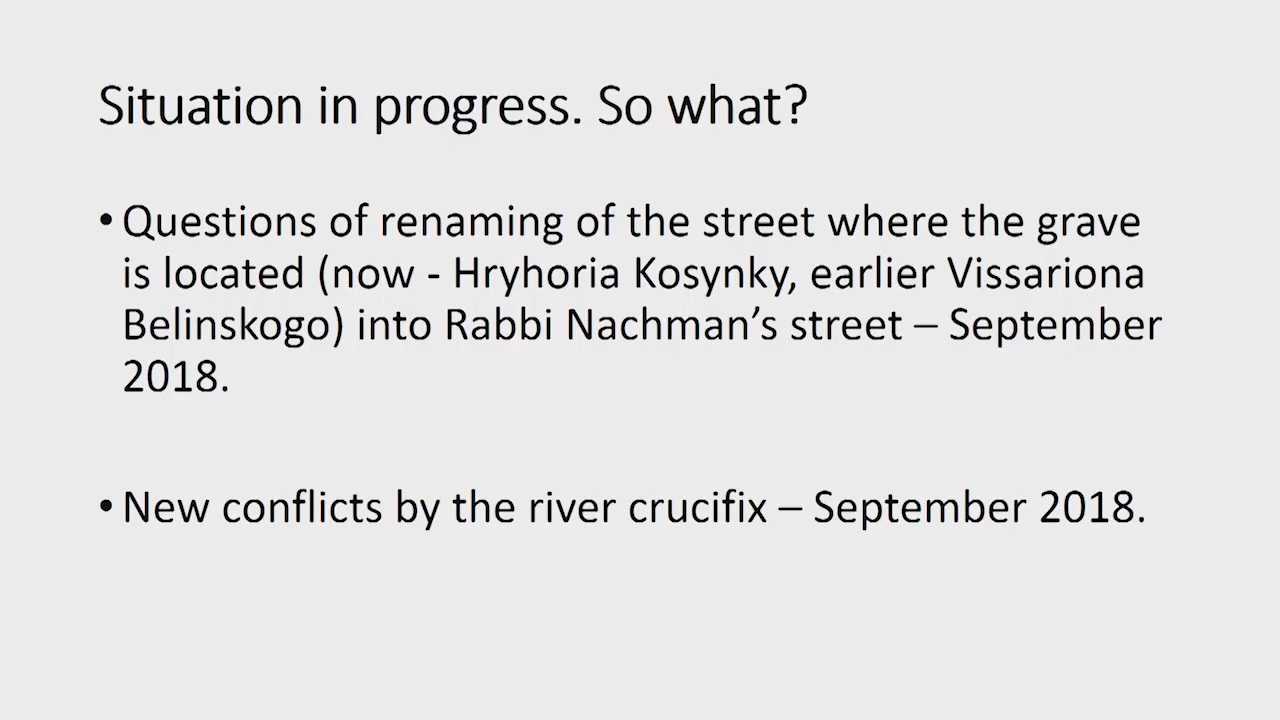 Situation in progress. So what?
• Questions of renaming of the street where the grave
is located (now - Hryhoria Kosynky, earlier Vissariona
Belinskogo) into Rabbi Nachman’s street – September
2018.
• New conflicts by the river crucifix – September 2018.